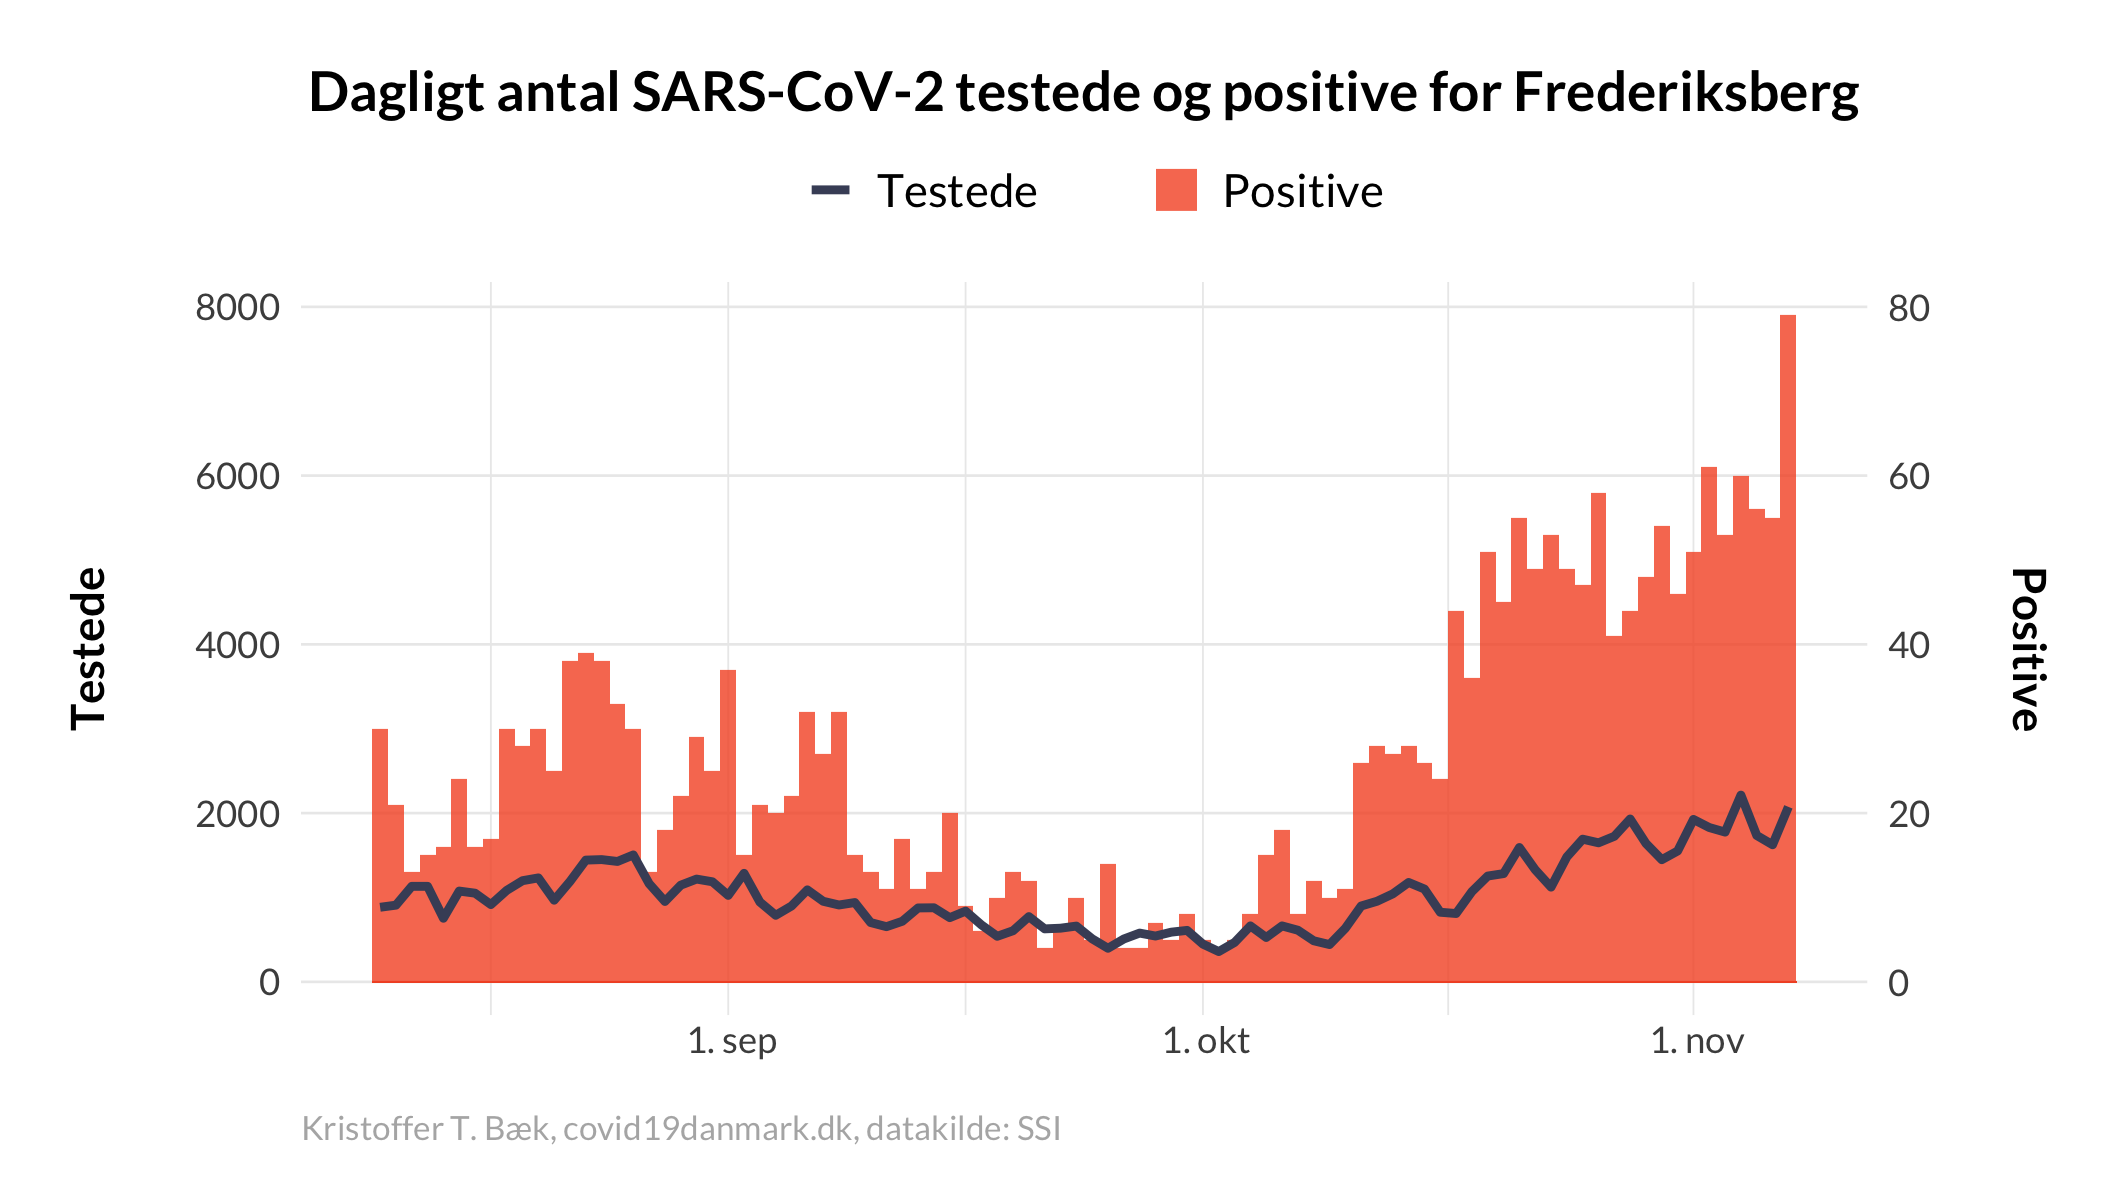 Dagligt antal SARS-CoV-2 testede og positive for Frederiksberg
Testede
Positive
8000
6000
4000
2000
0
80
60
40
20
0
Testede
Positive
1. sep
1. okt
1. nov
Kristoffer T. Bæk, covid19danmark.dk, datakilde: SSI